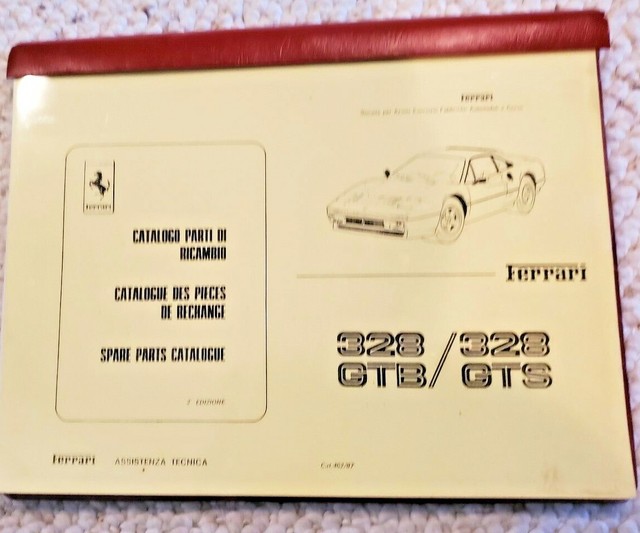 ferrari
CATALOGO PARTI DI
RICAMBIO
CATALOGUE DES PIECES
DE RECHANGE
SPARE PARTS CATALOGUE
EDIZIONE
ferrari
Ferrari
328/328
GTB/GTS
ferrari ASSISTENZA TECNICA